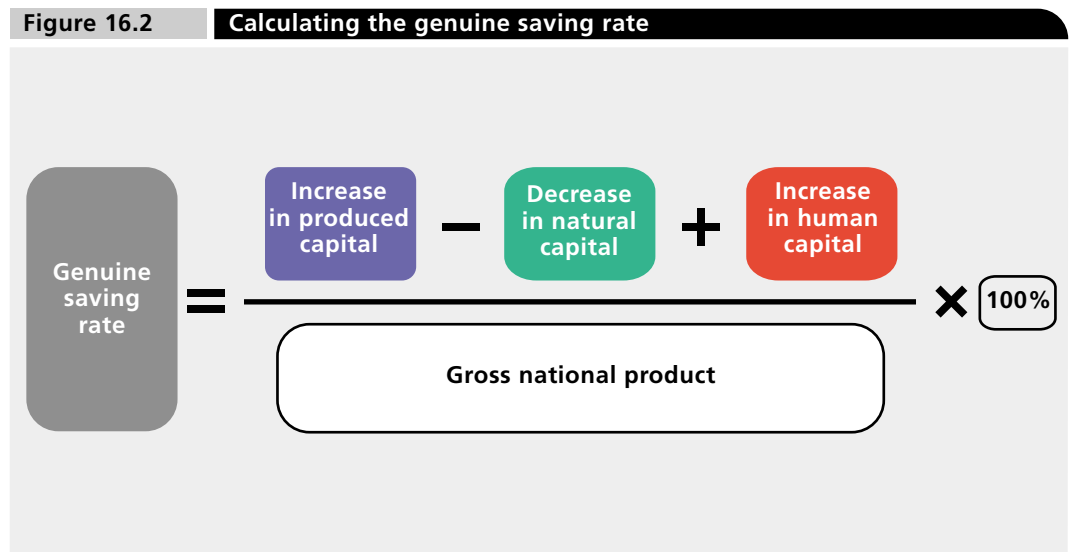 Figure 16.2
Calculating the genuine saving rate
Genuine
saving
rate
=
Increase
in produced
capital
−
Decrease
in natural
capital
+
Increase
in human
capital
Gross national product
×
100%